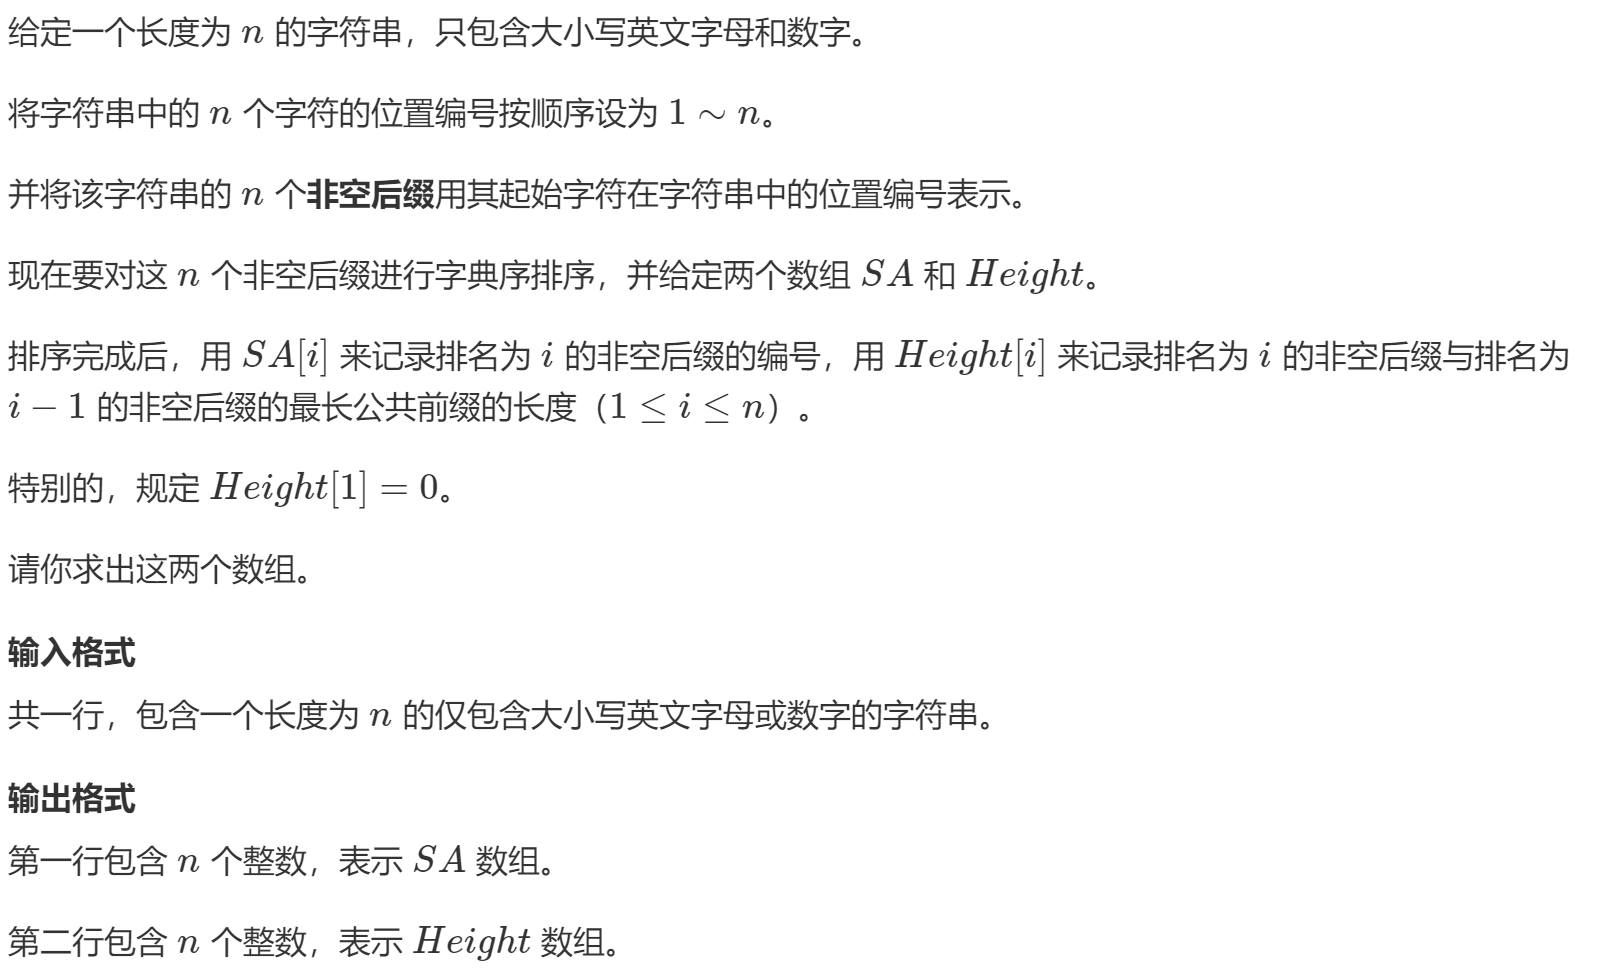 给定一个长度为 n 的字符串，只包含大小写英文字母和数字。
将字符串中的 n 个字符的位置编号按顺序设为 1 ∼ n。
并将该字符串的 n 个非空后缀用其起始字符在字符串中的位置编号表示。
现在要对这 n 个非空后缀进行字典序排序，并给定两个数组 SA 和 Height。
排序完成后，用 SA[i] 来记录排名为 i 的非空后缀的编号，用 Height[i] 来记录排名为 i 的非空后缀与排名为
i − 1 的非空后缀的最长公共前缀的长度（1 ≤ i ≤ n）。
特别的，规定 Height[1] = 0。
请你求出这两个数组。
输入格式
共一行，包含一个长度为 n 的仅包含大小写英文字母或数字的字符串。
输出格式
第一行包含 n 个整数，表示 SA 数组。
第二行包含 n 个整数，表示 Height 数组。